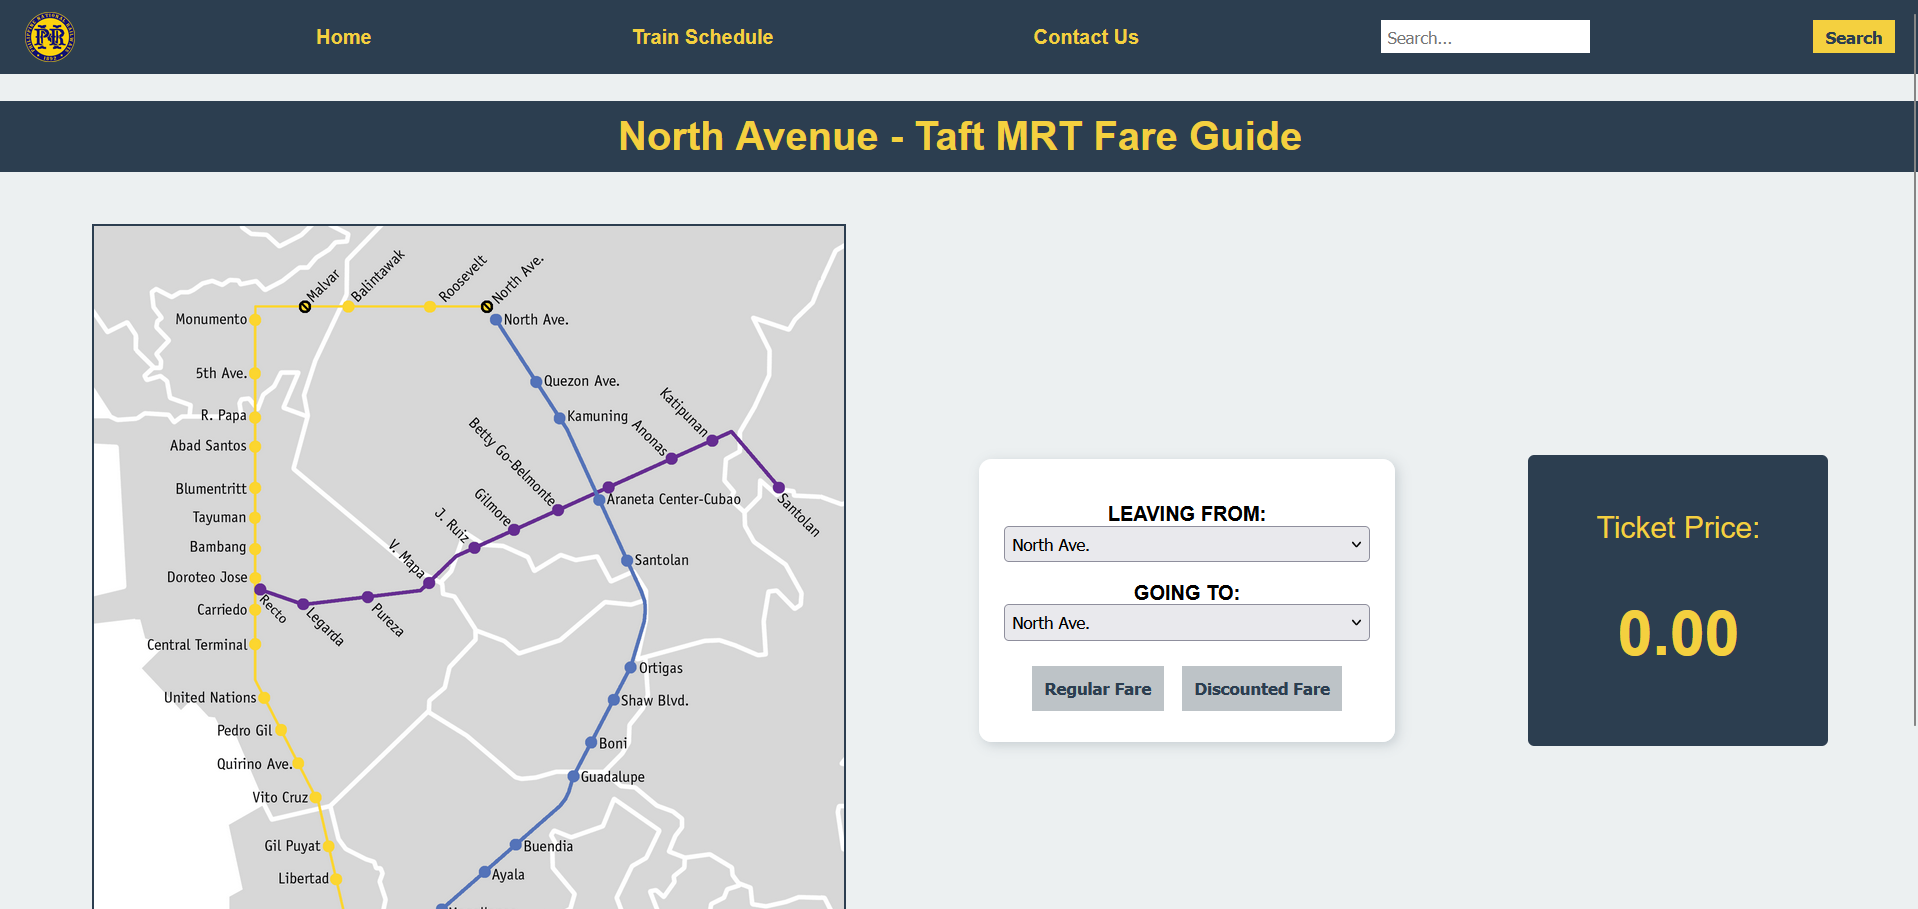 Home
Train Schedule
Contact Us
Search...
Search
North Avenue - Taft MRT Fare Guide
Malvar
Balintawak
Roosevelt
North Ave.
Monumento
North Ave.
5th Ave.
Quezon Ave.
R. Papa
Kamuning
Katipunan
Abad Santos
Anonas
Betty Go-Belmonte
Blumentritt
Gilmore
Araneta Center-Cubao
Santolan
Tayuman
J. Ruiz
Bambang
V. Mapa
Santolan
Doroteo Jose
Recto
Legarda
Pureza
Carriedo
Central Terminal
Ortigas
United Nations
Shaw Blvd.
Pedro Gil
Boni
Quirino Ave.
Guadalupe
Vito Cruz
Gil Puyat
Buendia
Libertad
Ayala
LEAVING FROM:
North Ave.
GOING TO:
North Ave.
Regular Fare
Discounted Fare
Ticket Price:
0.00